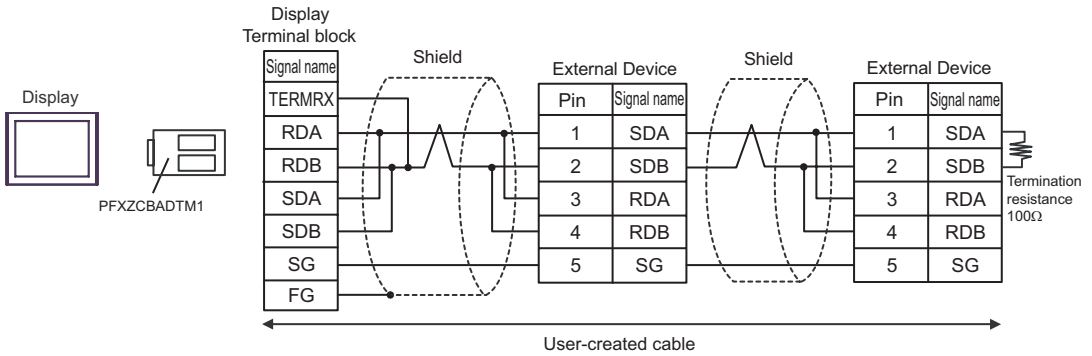 Display
PFXZCBADTM1
Display
Terminal block
Signal name
TERMRX
RDA
RDB
SDA
SDB
SG
FG
Shield
External Device
Pin Signal name
1 SDA
2 SDB
3 RDA
4 RDB
5 SG
Shield
External Device
Pin Signal name
1 SDA
2 SDB
3 RDA
4 RDB
5 SG
Termination
resistance
100Ω
User-created cable